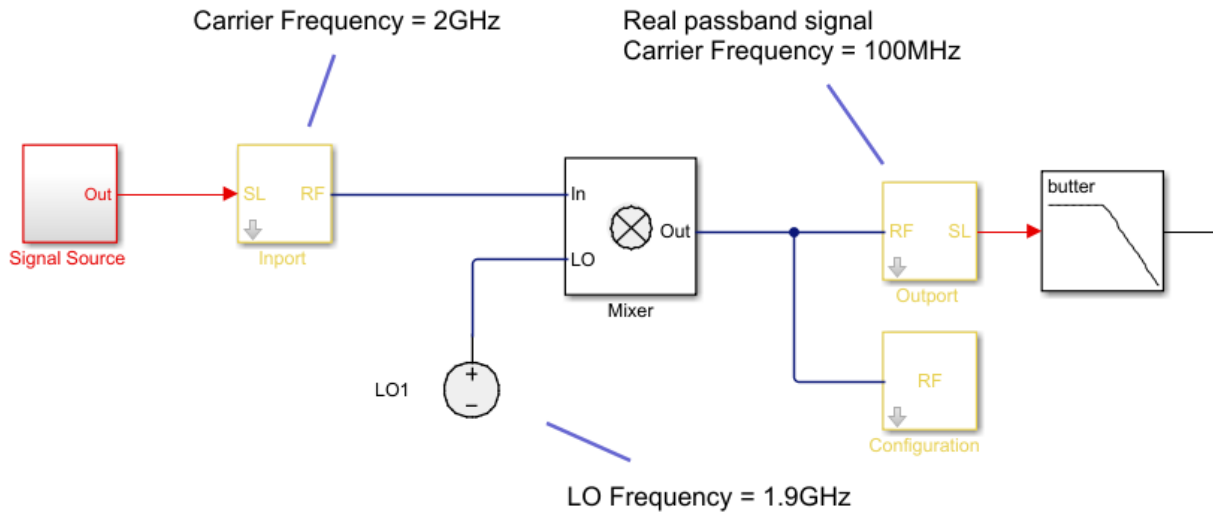 Carrier Frequency = 2GHz
Real passband signal
Carrier Frequency = 100MHz
Out
Signal Source
SL RF
Inport
In
LO
Out
Mixer
RF SL
Outport
butter
LO1
+
−
RF
Configuration
LO Frequency = 1.9GHz